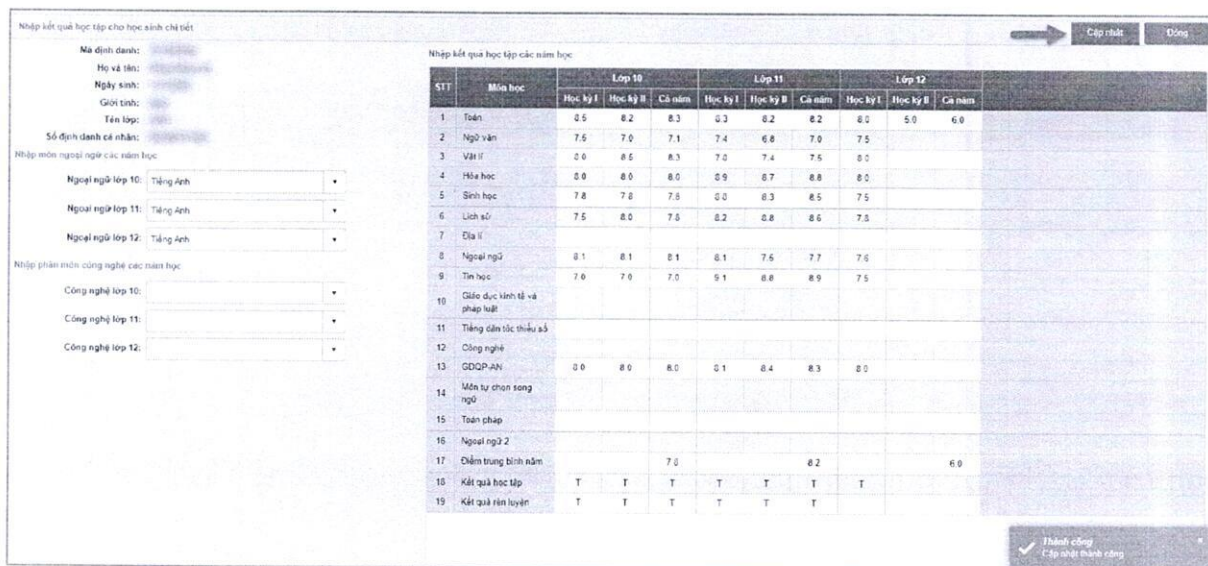 Nhập kết quả học tập cho học sinh chi tiết
Cập nhật Đóng
Mã định danh:
Họ và tên:
Ngày sinh:
Giới tính:
Tên lớp:
Số định danh cá nhân:
Nhập môn ngoại ngữ các năm học
Ngoại ngữ lớp 10: Tiếng Anh
Ngoại ngữ lớp 11: Tiếng Anh
Ngoại ngữ lớp 12: Tiếng Anh
Nhập phân môn công nghệ các năm học
Công nghệ lớp 10:
Công nghệ lớp 11:
Công nghệ lớp 12:
Nhập kết quả học tập các năm học
STT Môn học Lớp 10 Lớp 11 Lớp 12
Học kỳ I Học kỳ II Cả năm Học kỳ I Học kỳ II Cả năm Học kỳ I Học kỳ II Cả năm
1 Toán 8.5 8.2 8.3 8.3 8.2 8.2 8.0 5.0 6.0
2 Ngữ văn 7.5 7.0 7.1 7.4 6.8 7.0 7.5
3 Vật lí 8.0 8.5 8.3 7.8 7.4 7.5 8.0
4 Hóa học 8.0 8.0 8.0 8.9 8.7 8.8 8.0
5 Sinh học 7.8 7.8 7.8 8.8 8.3 8.5 7.5
6 Lịch sử 7.5 8.0 7.8 8.2 8.8 8.6 7.8
7 Địa lí
8 Ngoại ngữ 8.1 8.1 8.1 8.1 7.5 7.7 7.6
9 Tin học 7.0 7.0 7.0 9.1 8.8 8.9 7.5
10 Giáo dục kinh tế và
pháp luật
11 Tiếng dân tộc thiểu số
12 Công nghệ
13 GDQP-AN 8.0 8.0 8.0 8.1 8.4 8.3 8.0
14 Môn tự chọn song
ngữ
15 Toán pháp
16 Ngoại ngữ 2
17 Điểm trung bình năm 7.8 8.2 6.0
18 Kết quả học tập T T T T T T T
19 Kết quả rèn luyện T T T T T T
Thành công
Cập nhật thành công